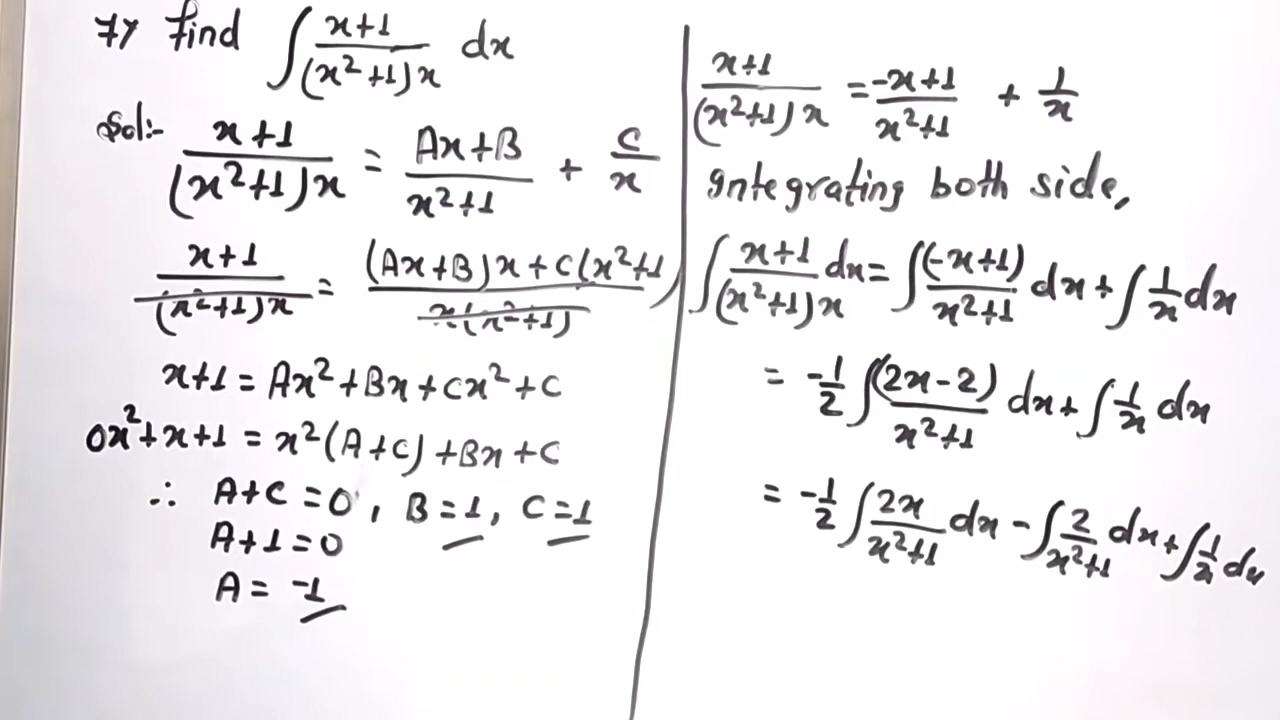 7) Find ∫ x+1/(x²+1)x dx
Sol:- x+1/(x²+1)x = Ax+B/x²+1 + C/x
x+1/(x²+1)x = (Ax+B)x+C(x²+1)/x(x²+1)
x+1 = Ax²+Bx+Cx²+C
0x²+x+1 = x²(A+C)+Bx+C
∴ A+C=0, B=1, C=1
A+1=0
A= -1
x+1/(x²+1)x = -x+1/x²+1 + 1/x
Integrating both side,
∫ x+1/(x²+1)x dx = ∫ (-x+1)/x²+1 dx + ∫ 1/x dx
= -1/2 ∫ (2x-2)/x²+1 dx + ∫ 1/x dx
= -1/2 ∫ 2x/x²+1 dx - ∫ 2/x²+1 dx + ∫ 1/x dx